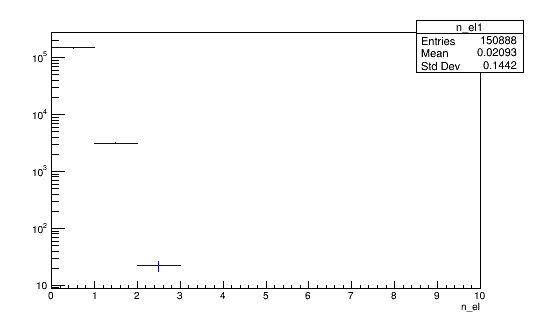 n_el1
Entries 150888
Mean 0.02093
Std Dev 0.1442
10^5
10^4
10^3
10^2
10
0 1 2 3 4 5 6 7 8 9 10
n_el